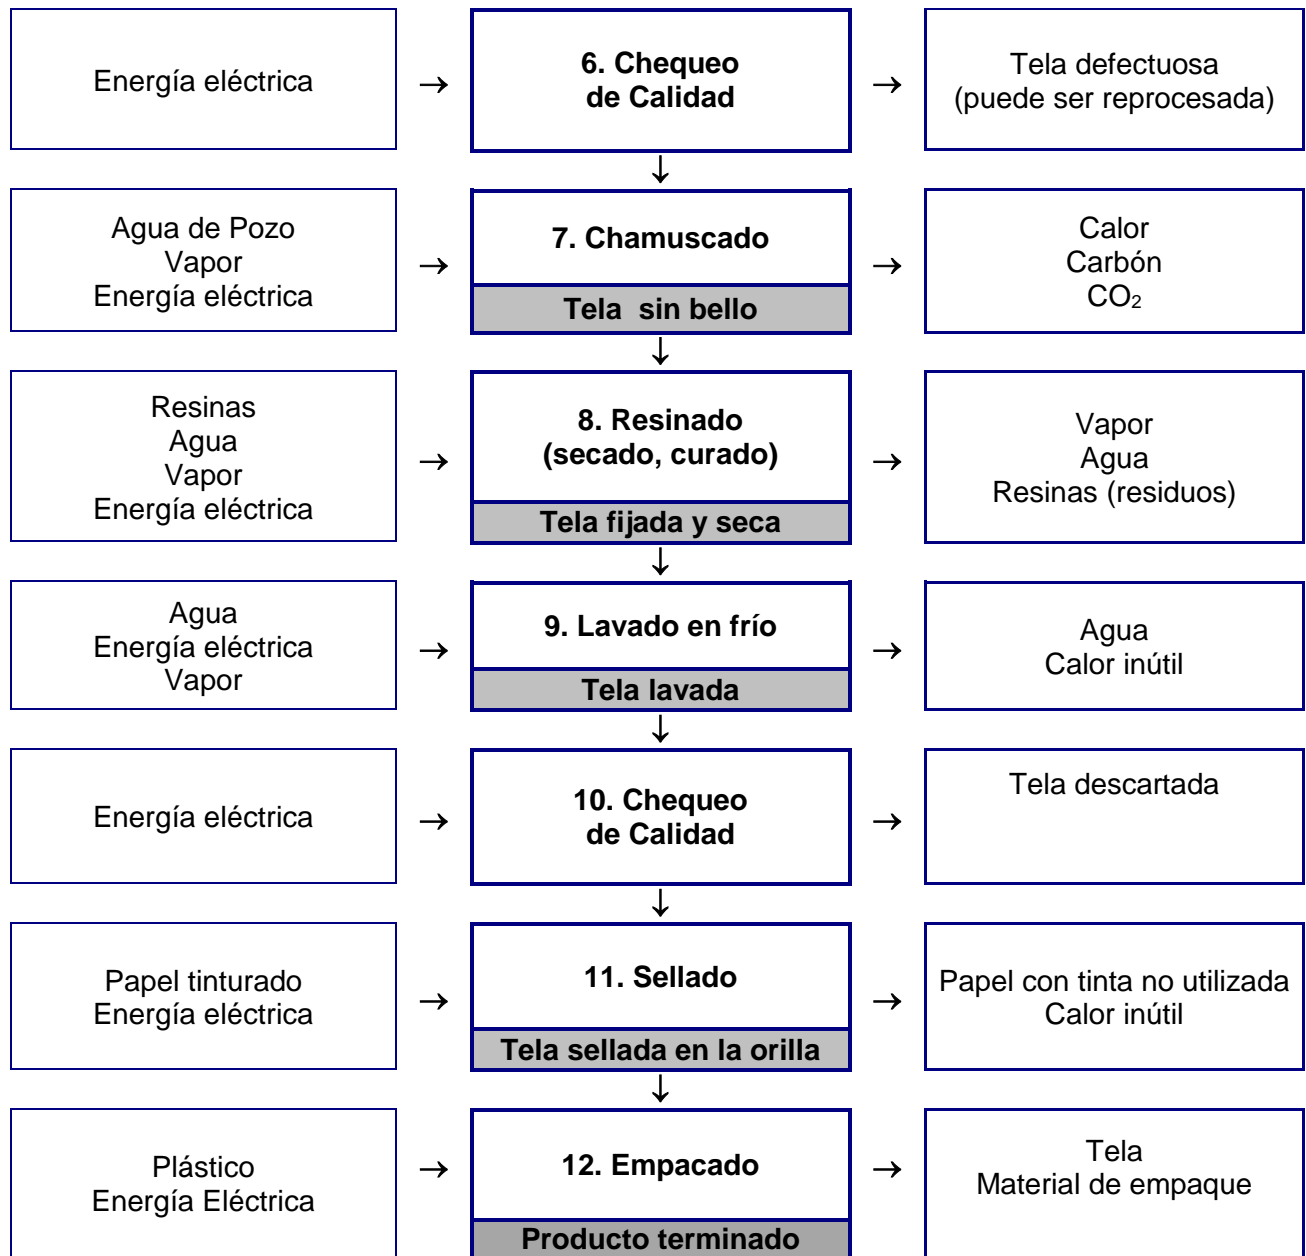 Energía eléctrica
→
6. Chequeo
de Calidad
→
Tela defectuosa
(puede ser reprocesada)
↓
Agua de Pozo
Vapor
Energía eléctrica
→
7. Chamuscado
Tela sin bello
→
Calor
Carbón
CO₂
↓
Resinas
Agua
Vapor
Energía eléctrica
→
8. Resinado
(secado, curado)
Tela fijada y seca
→
Vapor
Agua
Resinas (residuos)
↓
Agua
Energía eléctrica
Vapor
→
9. Lavado en frío
Tela lavada
→
Agua
Calor inútil
↓
Energía eléctrica
→
10. Chequeo
de Calidad
→
Tela descartada
↓
Papel tinturado
Energía eléctrica
→
11. Sellado
Tela sellada en la orilla
→
Papel con tinta no utilizada
Calor inútil
↓
Plástico
Energía Eléctrica
→
12. Empacado
Producto terminado
→
Tela
Material de empaque